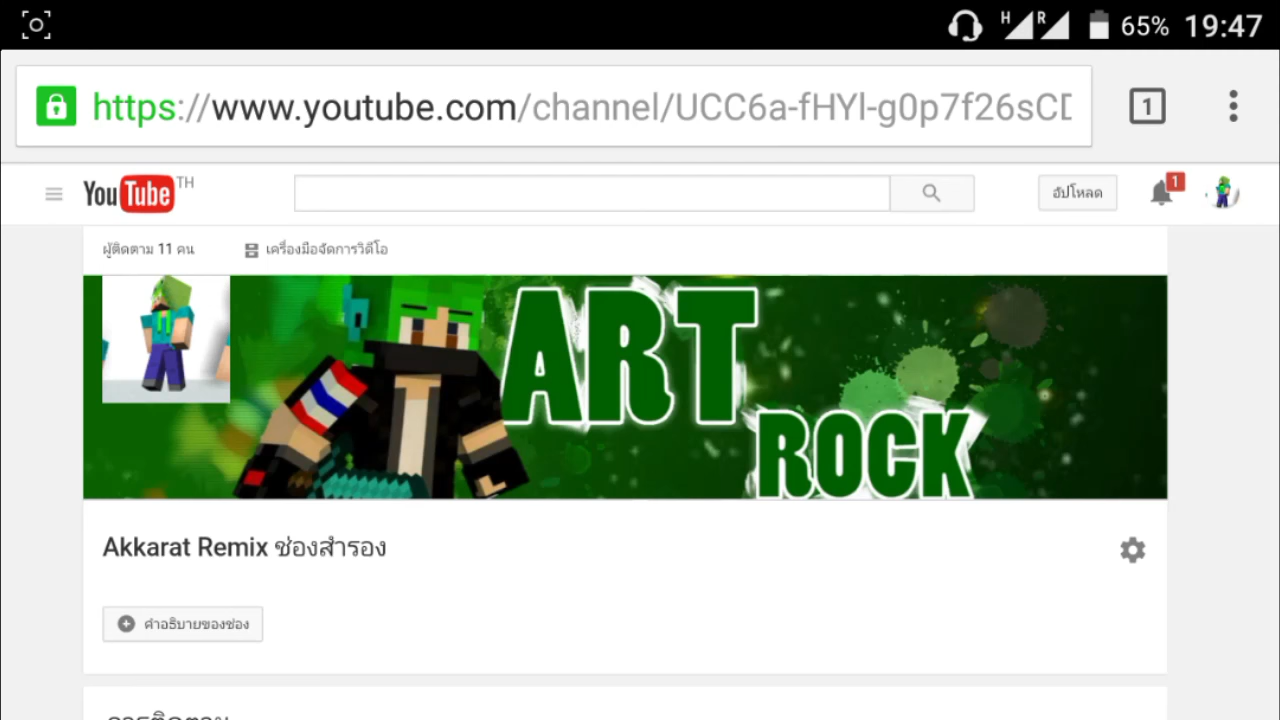 H R 65% 19:47
https://www.youtube.com/channel/UCC6a-fHYl-g0p7f26sC
1
YouTube TH
อัปโหลด
1
ผู้ติดตาม 11 คน
เครื่องมือจัดการวิดีโอ
ART
ROCK
Akkarat Remix ช่องสำรอง
คำอธิบายของช่อง